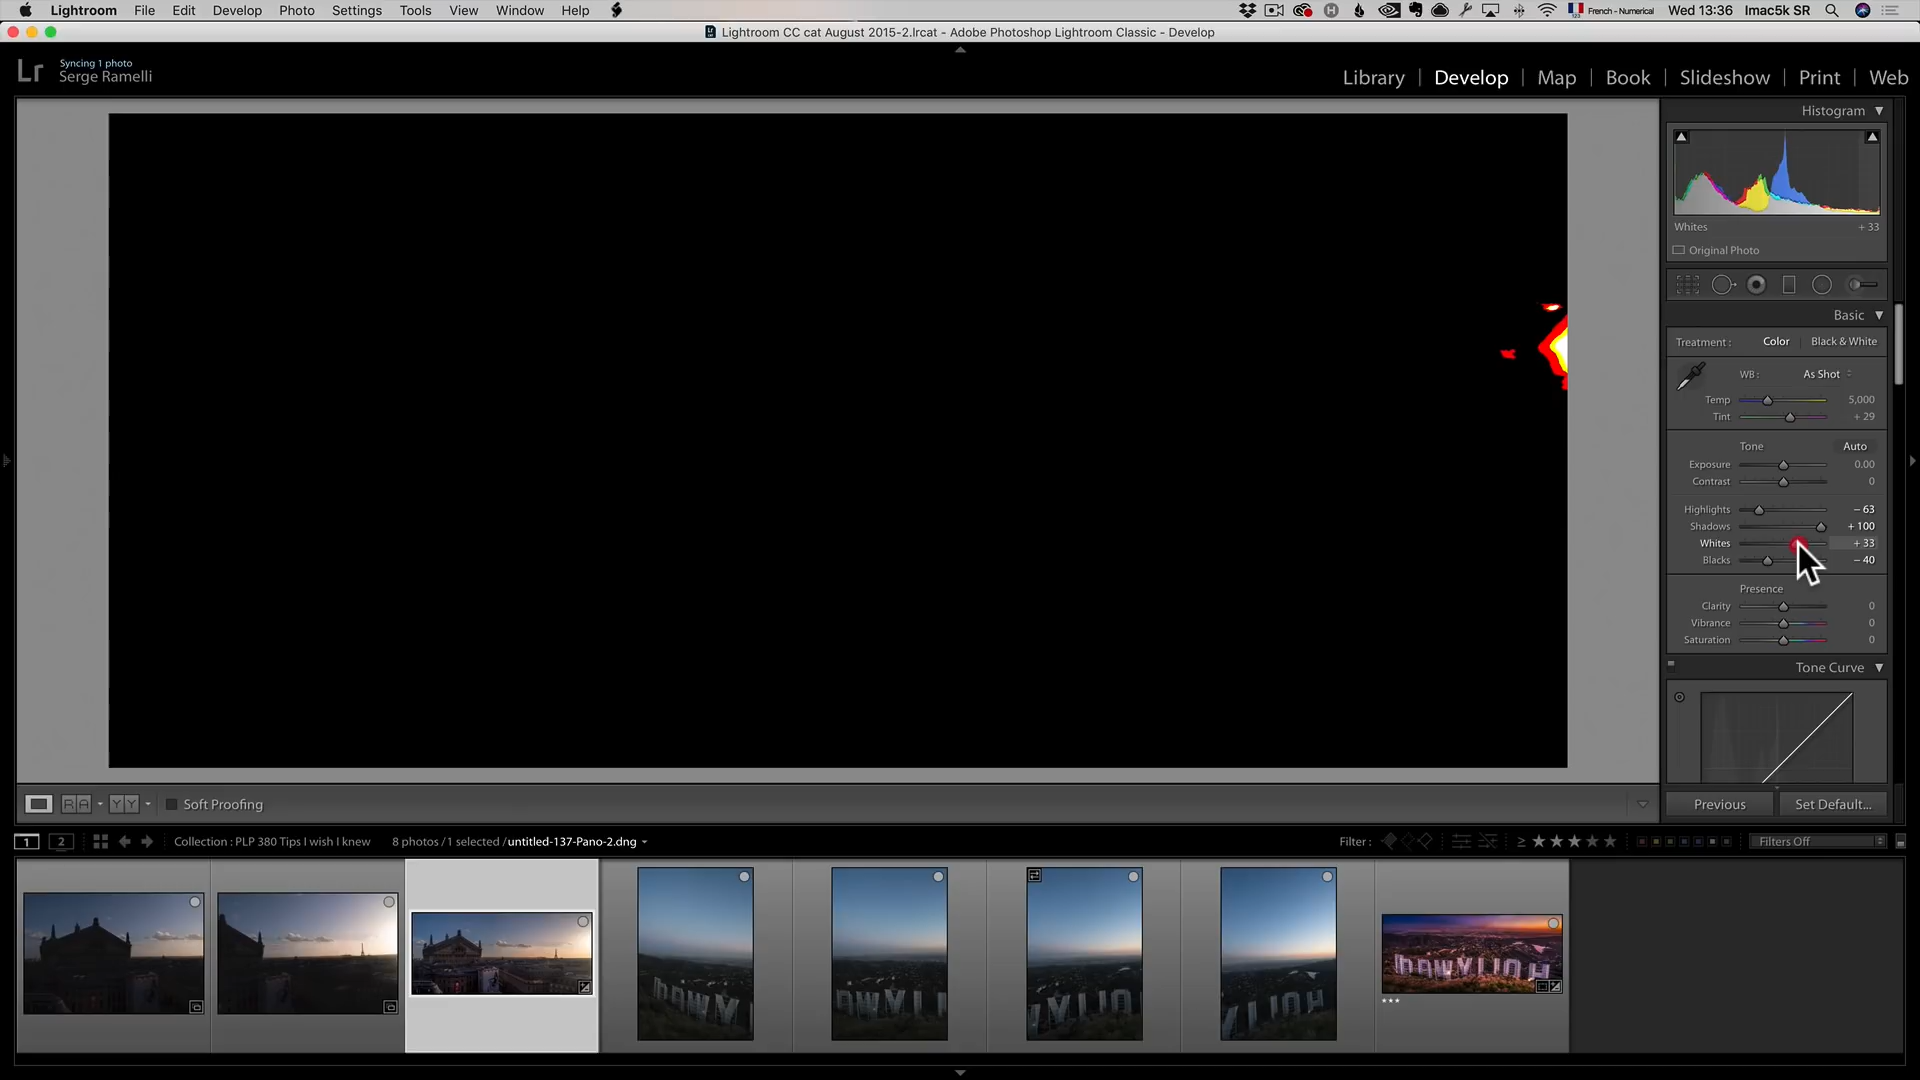 Lightroom File Edit Develop Photo Settings Tools View Window Help
French - Numerical Wed 13:36 Imac5k SR
Lightroom CC cat August 2015-2.lrcat - Adobe Photoshop Lightroom Classic - Develop
Lr
Syncing 1 photo
Serge Ramelli
Library | Develop | Map | Book | Slideshow | Print | Web
Histogram
Whites + 33
Original Photo
Basic
Treatment : Color Black & White
WB : As Shot
Temp 5,000
Tint + 29
Tone Auto
Exposure 0.00
Contrast 0
Highlights − 63
Shadows + 100
Whites + 33
Blacks − 40
Presence
Clarity 0
Vibrance 0
Saturation 0
Tone Curve
Previous Set Default...
R A Y Y Soft Proofing
1 2 Collection : PLP 380 Tips I wish I knew 8 photos / 1 selected / untitled-137-Pano-2.dng Filter : ≥ ★★★★★ Filters Off